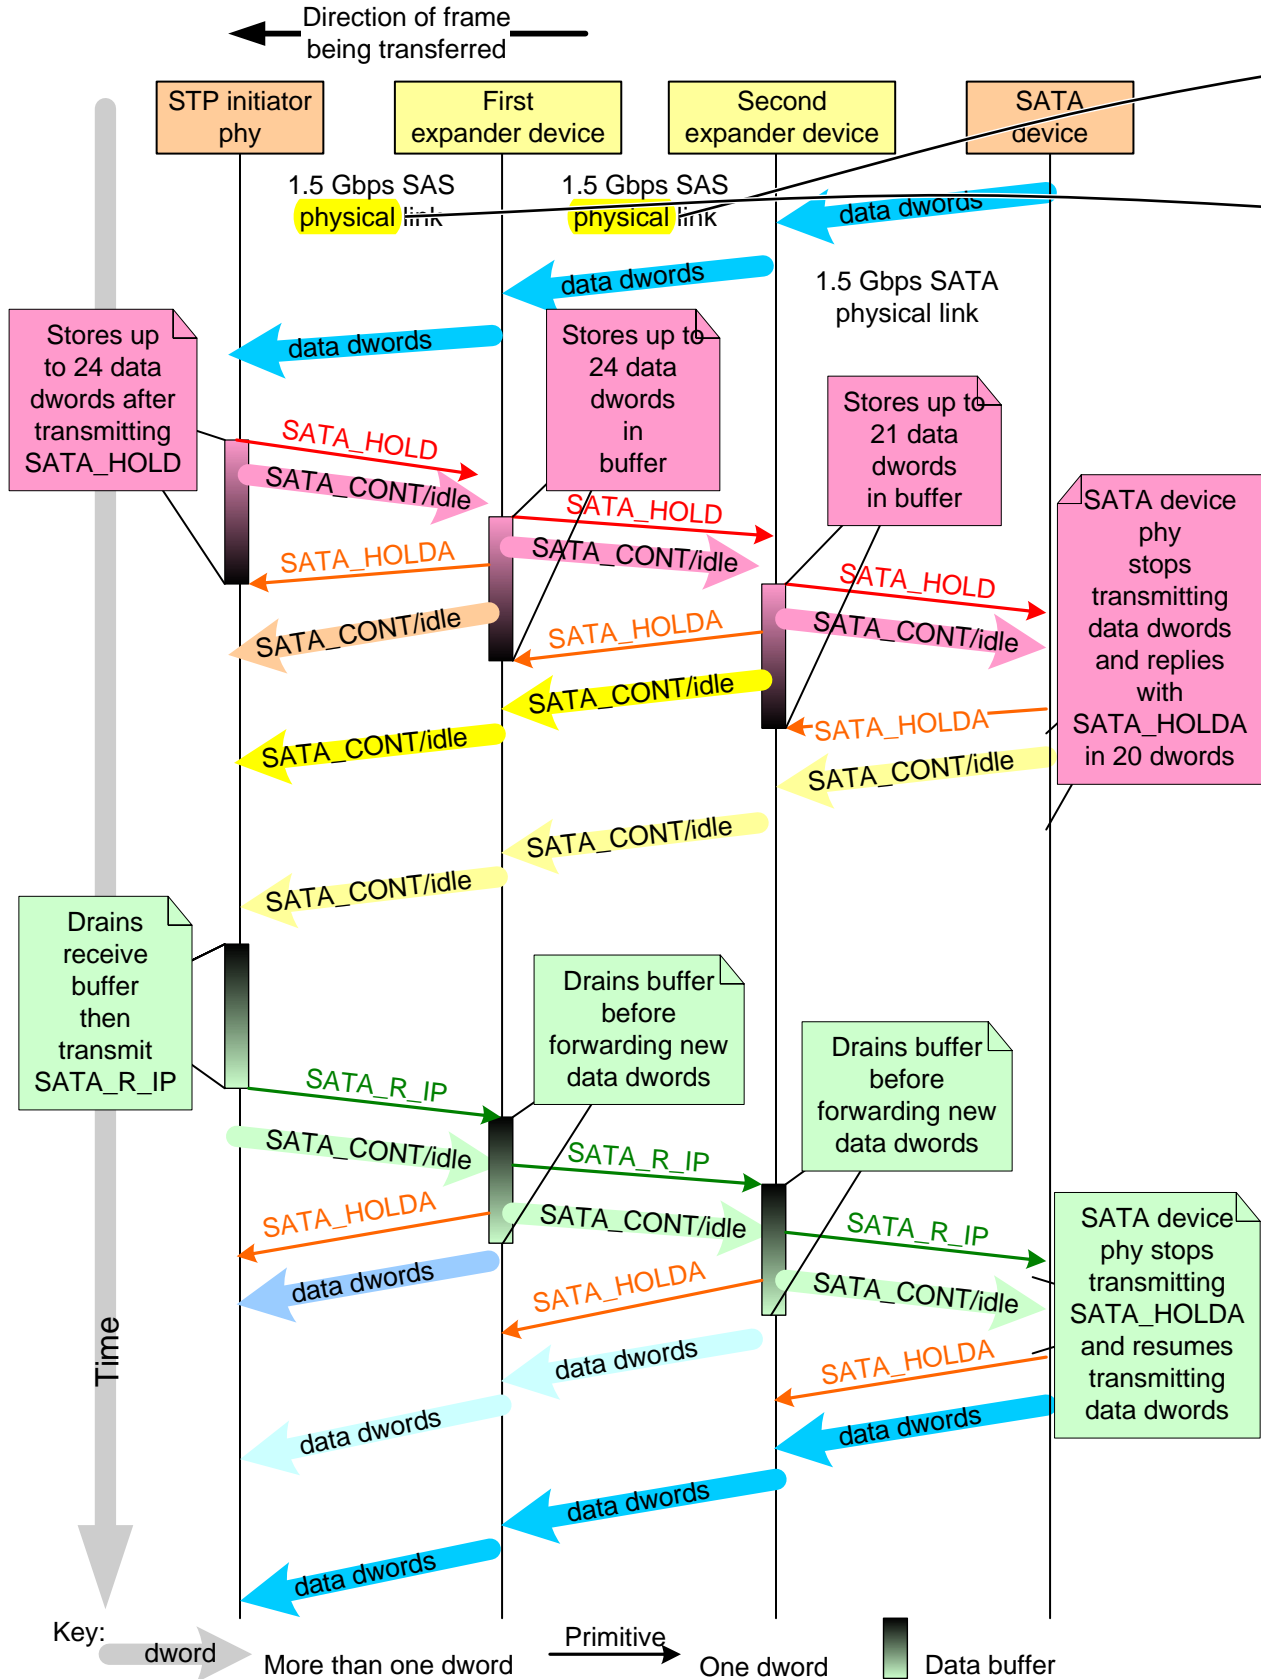 Direction of frame
being transferred
STP initiator
phy
First
expander device
Second
expander device
SATA
device
1.5 Gbps SAS
physical link
1.5 Gbps SAS
physical link
data dwords
data dwords
1.5 Gbps SATA
physical link
data dwords
Stores up
to 24 data
dwords after
transmitting
SATA_HOLD
Stores up to
24 data
dwords
in
buffer
Stores up to
21 data
dwords
in buffer
SATA_HOLD
SATA_CONT/idle
SATA_HOLD
SATA_CONT/idle
SATA_HOLDA
SATA_HOLD
SATA_CONT/idle
SATA_CONT/idle
SATA_HOLDA
SATA device
phy
stops
transmitting
data dwords
and replies
with
SATA_HOLDA
in 20 dwords
SATA_CONT/idle
SATA_HOLDA
SATA_CONT/idle
SATA_CONT/idle
SATA_CONT/idle
SATA_CONT/idle
Drains
receive
buffer
then
transmit
SATA_R_IP
Drains buffer
before
forwarding new
data dwords
Drains buffer
before
forwarding new
data dwords
SATA_R_IP
SATA_CONT/idle
SATA_R_IP
SATA_CONT/idle
SATA_HOLDA
SATA_R_IP
SATA_CONT/idle
data dwords
SATA_HOLDA
SATA device
phy stops
transmitting
SATA_HOLDA
and resumes
transmitting
data dwords
data dwords
SATA_HOLDA
data dwords
data dwords
data dwords
data dwords
Time
Key:
dword
More than one dword
Primitive
One dword
Data buffer